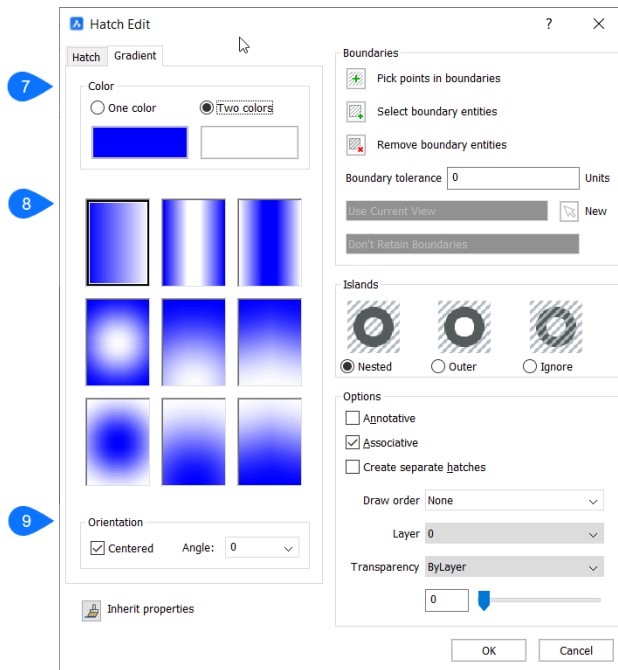 Hatch Edit
?
Hatch
Gradient
7
Color
One color
Two colors
8
9
Orientation
Centered
Angle:
0
Inherit properties
Boundaries
Pick points in boundaries
Select boundary entities
Remove boundary entities
Boundary tolerance
0
Units
Use Current View
New
Don't Retain Boundaries
Islands
Nested
Outer
Ignore
Options
Annotative
Associative
Create separate hatches
Draw order
None
Layer
0
Transparency
ByLayer
0
OK
Cancel